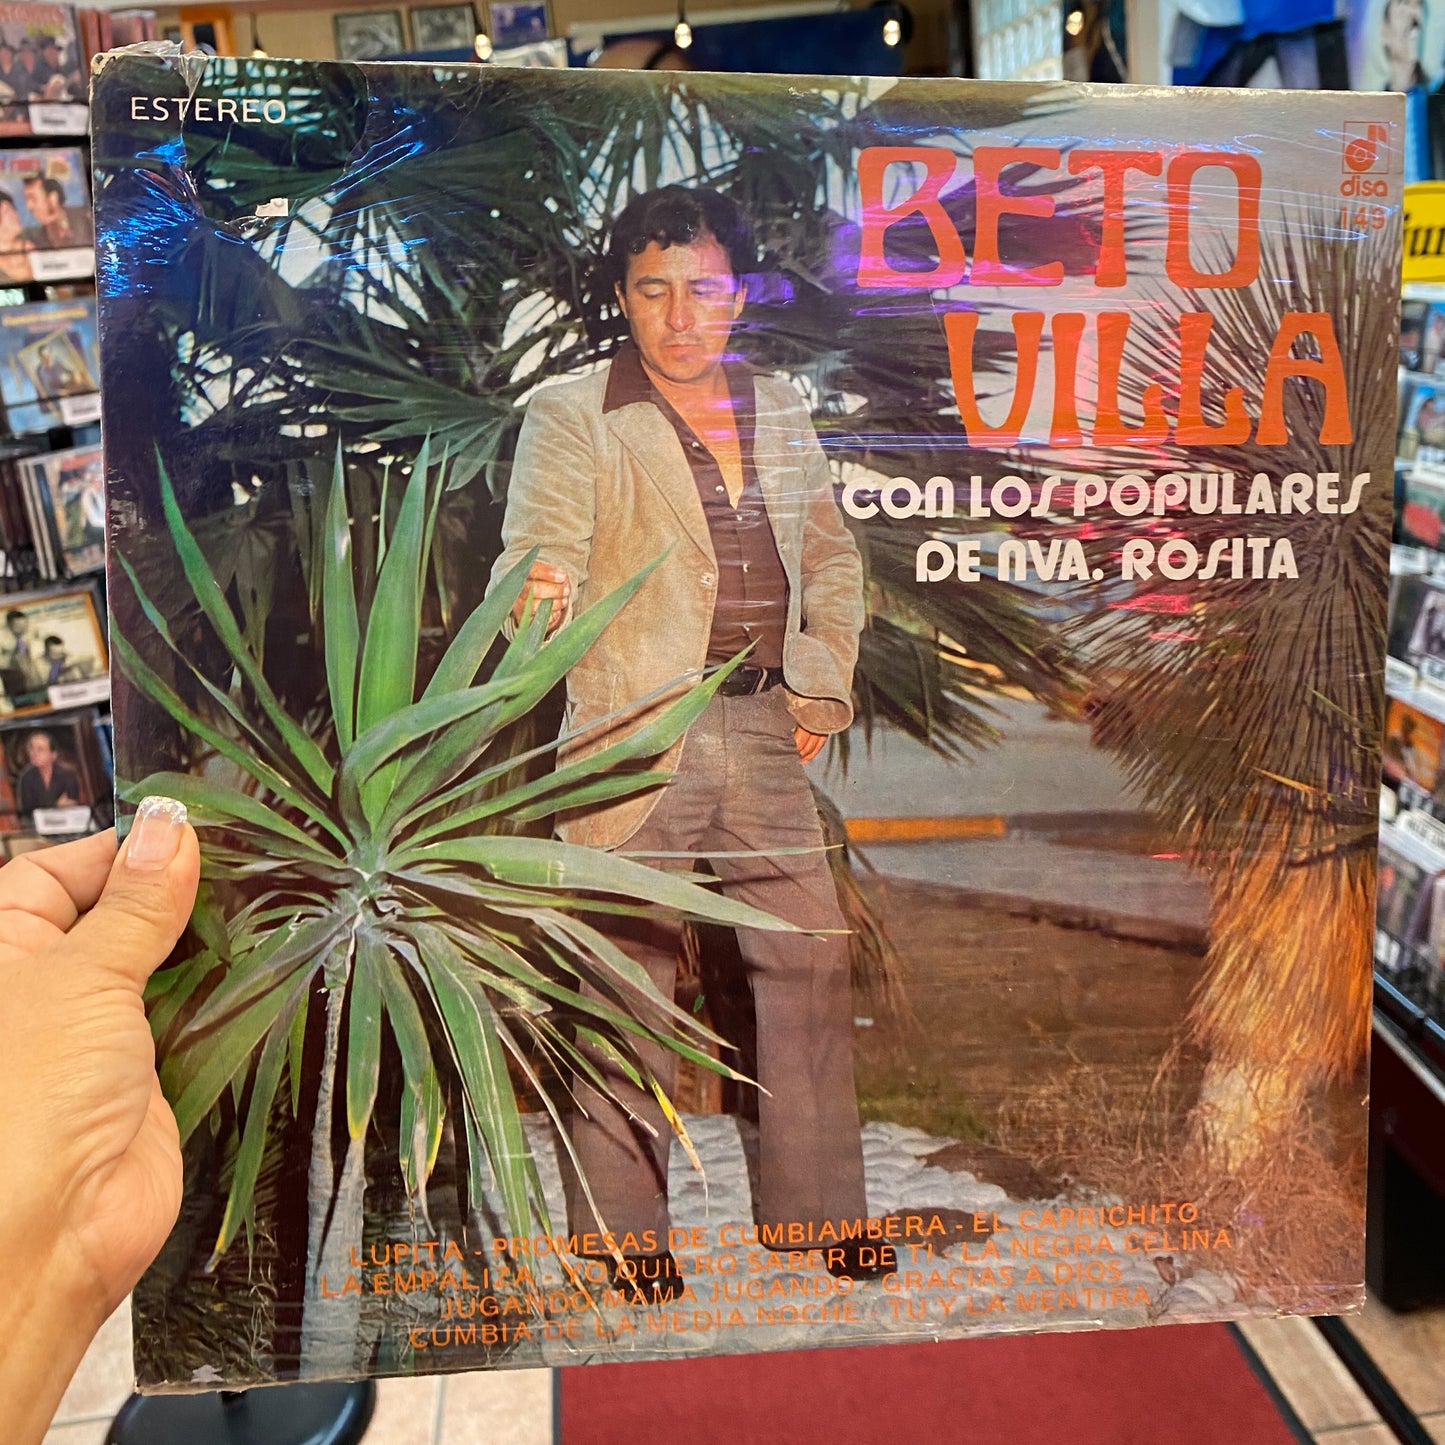 ESTEREO
BETO
VILLA
CON LOS POPULARES
DE NVA. ROSITA
disa
149
LUPITA - PROMESAS DE CUMBIAMBERA - EL CAPRICHITO
LA EMPALIZA - YO QUIERO SABER DE TI - LA NEGRA CELINA
JUGANDO MAMA JUGANDO - GRACIAS A DIOS
CUMBIA DE LA MEDIA NOCHE - TU Y LA MENTIRA